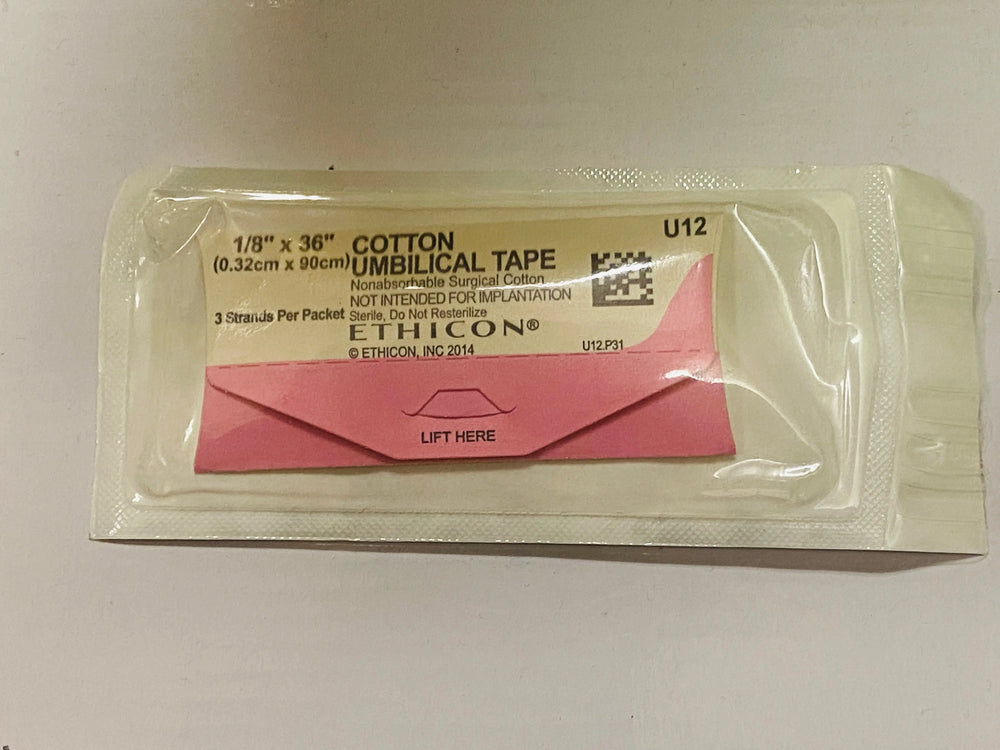 U12
1/8" x 36"
(0.32cm x 90cm)
3 Strands Per Packet
COTTON
UMBILICAL TAPE
Nonabsorbable Surgical Cotton
NOT INTENDED FOR IMPLANTATION
Sterile, Do Not Resterilize
ETHICON®
© ETHICON, INC 2014
U12.P31
LIFT HERE